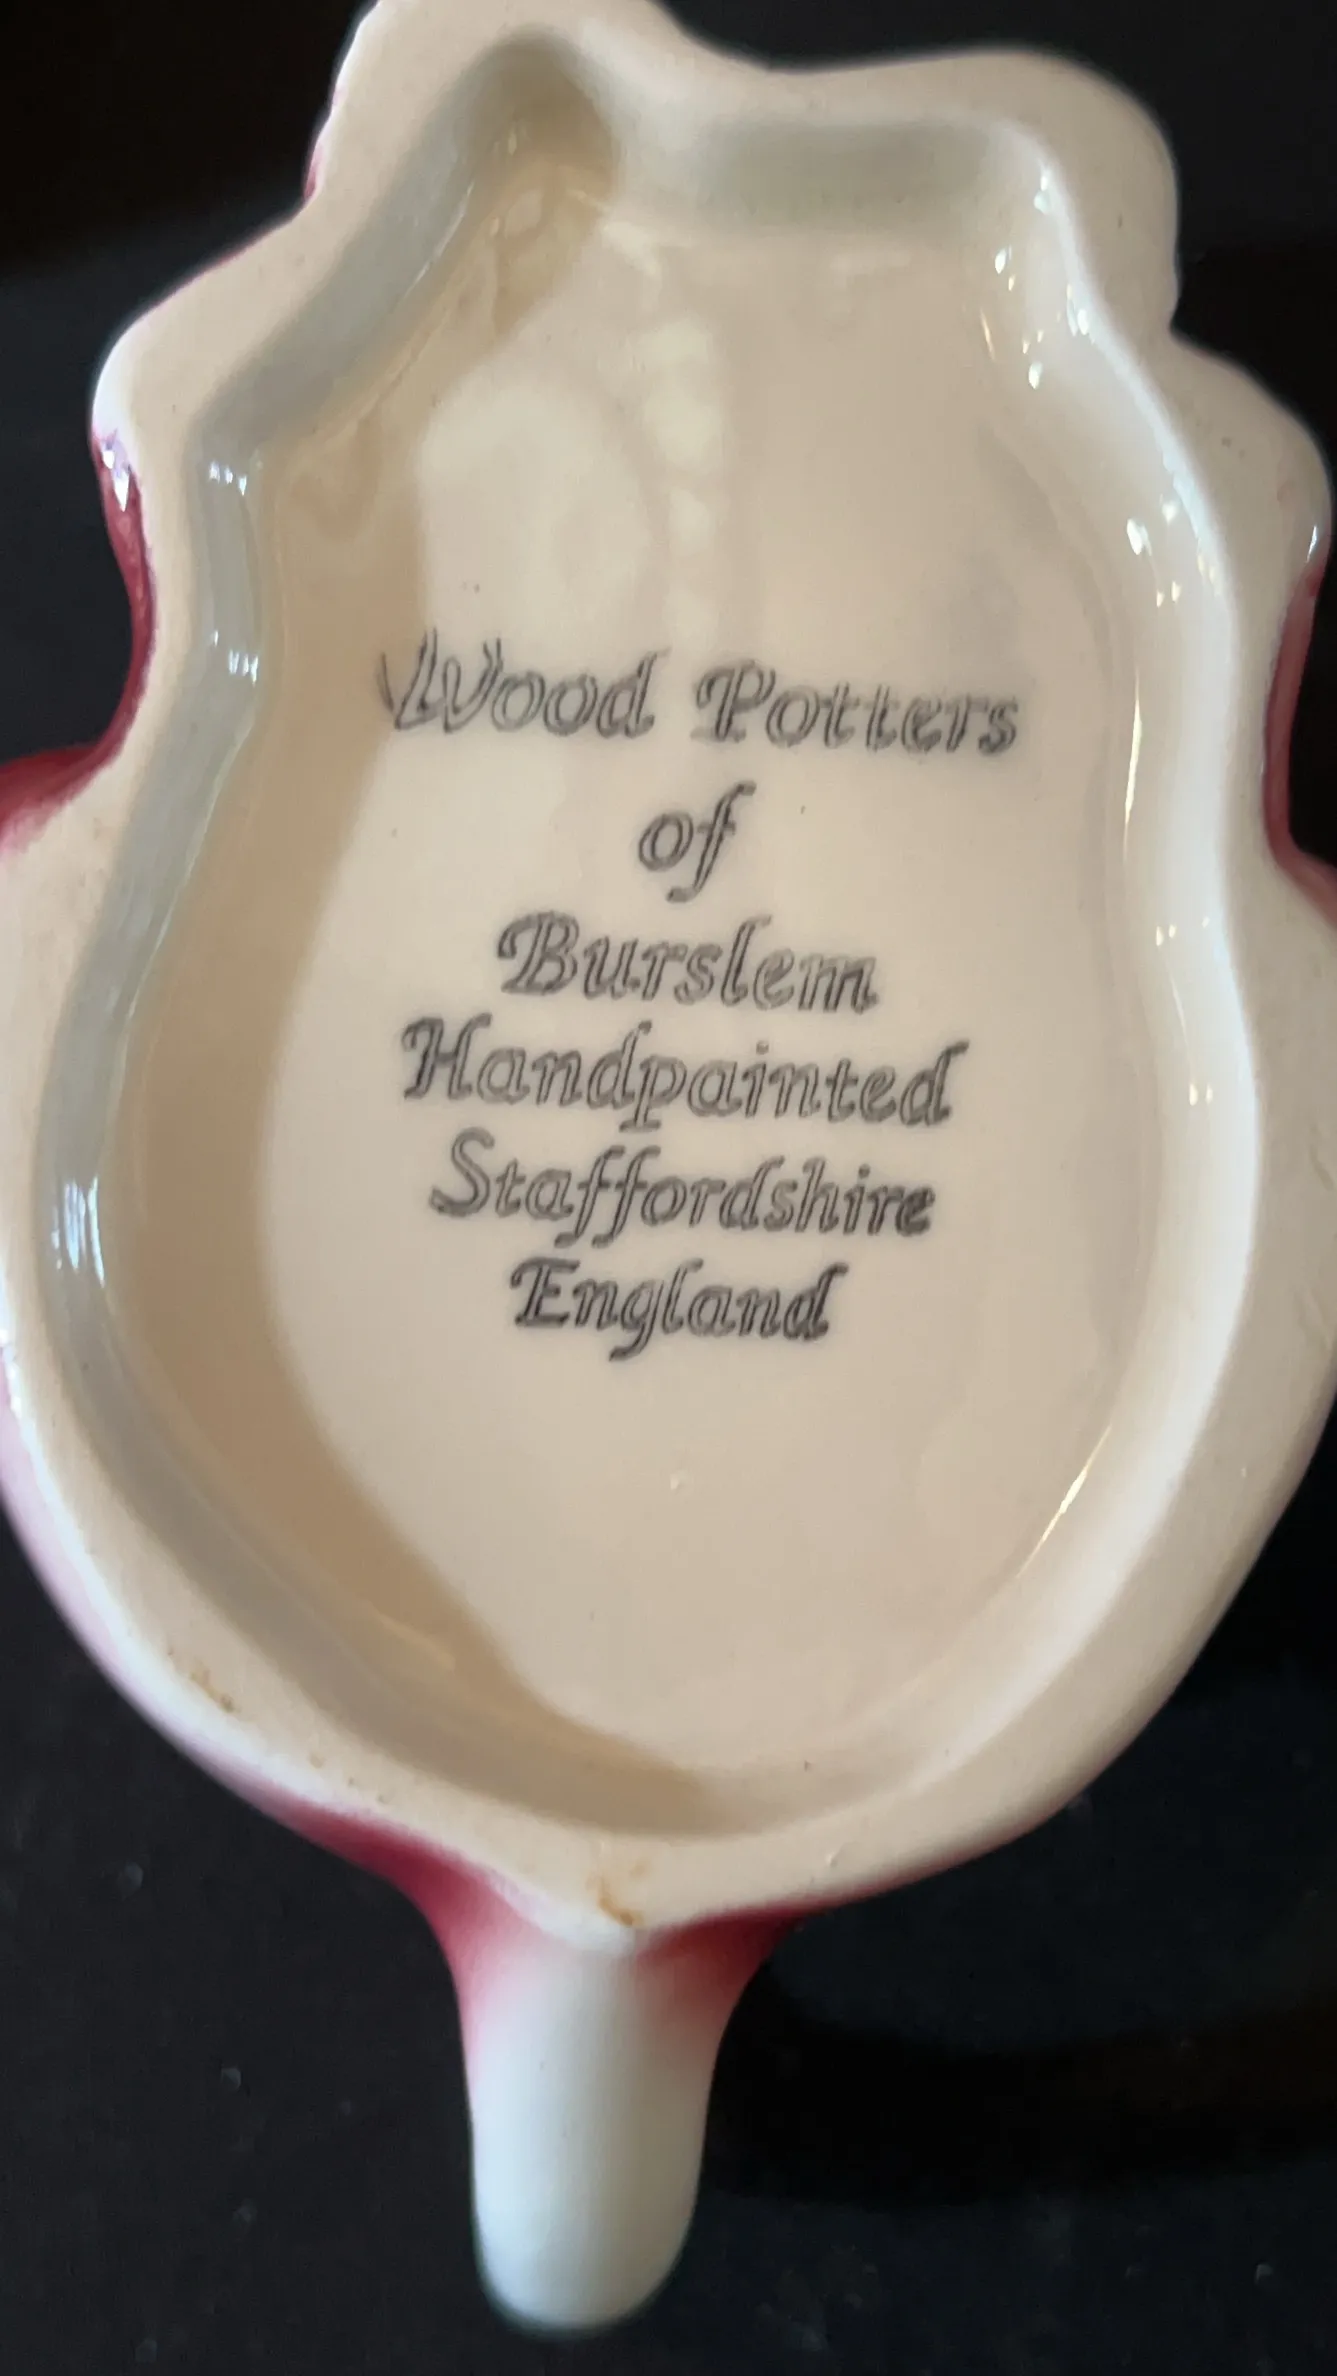 Wood Potters
of
Burslem
Handpainted
Staffordshire
England